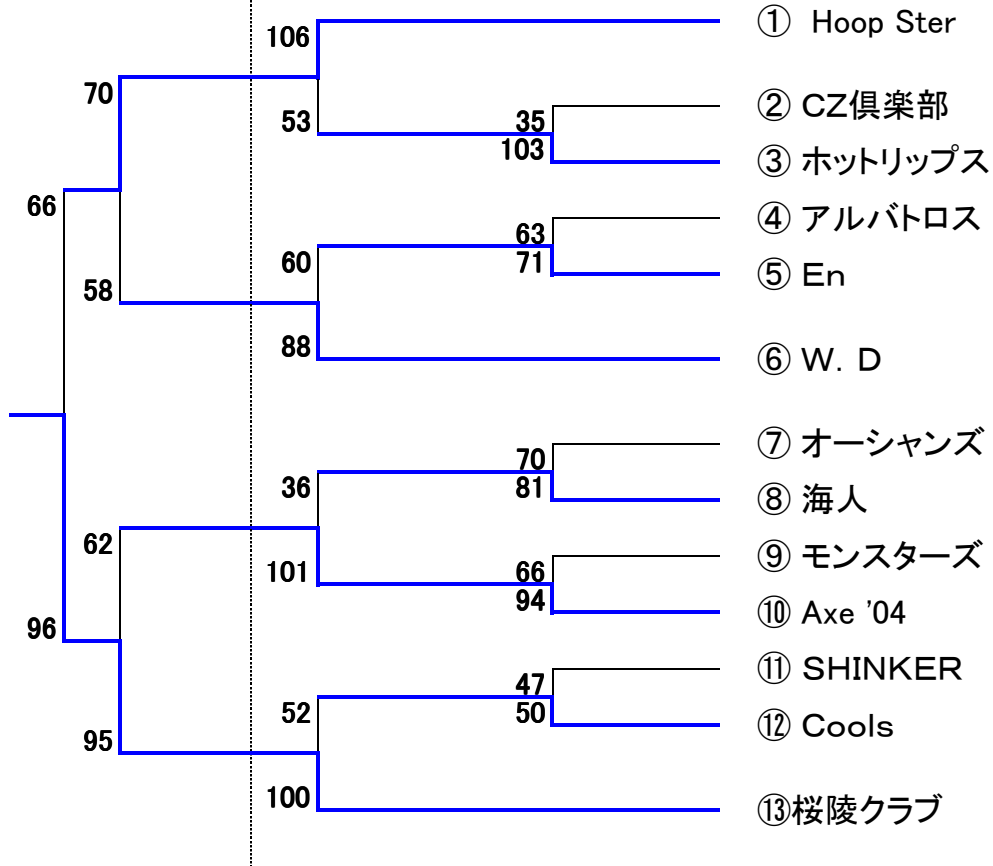 ① Hoop Ster
106
70
② CZ倶楽部
53
35
103
③ ホットリップス
66
④ アルバトロス
63
60
71
⑤ En
58
88
⑥ W. D
⑦ オーシャンズ
70
36
81
⑧ 海人
62
⑨ モンスターズ
101
66
94
⑩ Axe '04
96
⑪ SHINKER
47
52
50
⑫ Cools
95
100
⑬桜陵クラブ